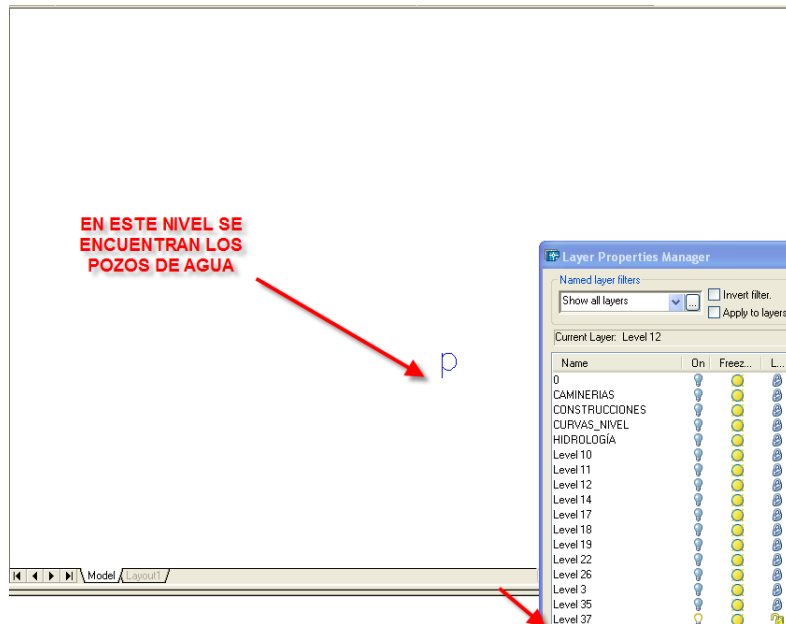 EN ESTE NIVEL SE
ENCUENTRAN LOS
POZOS DE AGUA
p
Layer Properties Manager
Named layer filters
Show all layers
...
Invert filter.
Apply to layers
Current Layer: Level 12
Name On Freez... L...
0
CAMINERIAS
CONSTRUCCIONES
CURVAS_NIVEL
HIDROLOGÍA
Level 10
Level 11
Level 12
Level 14
Level 17
Level 18
Level 19
Level 22
Level 26
Level 3
Level 35
Level 37
Model Layout1